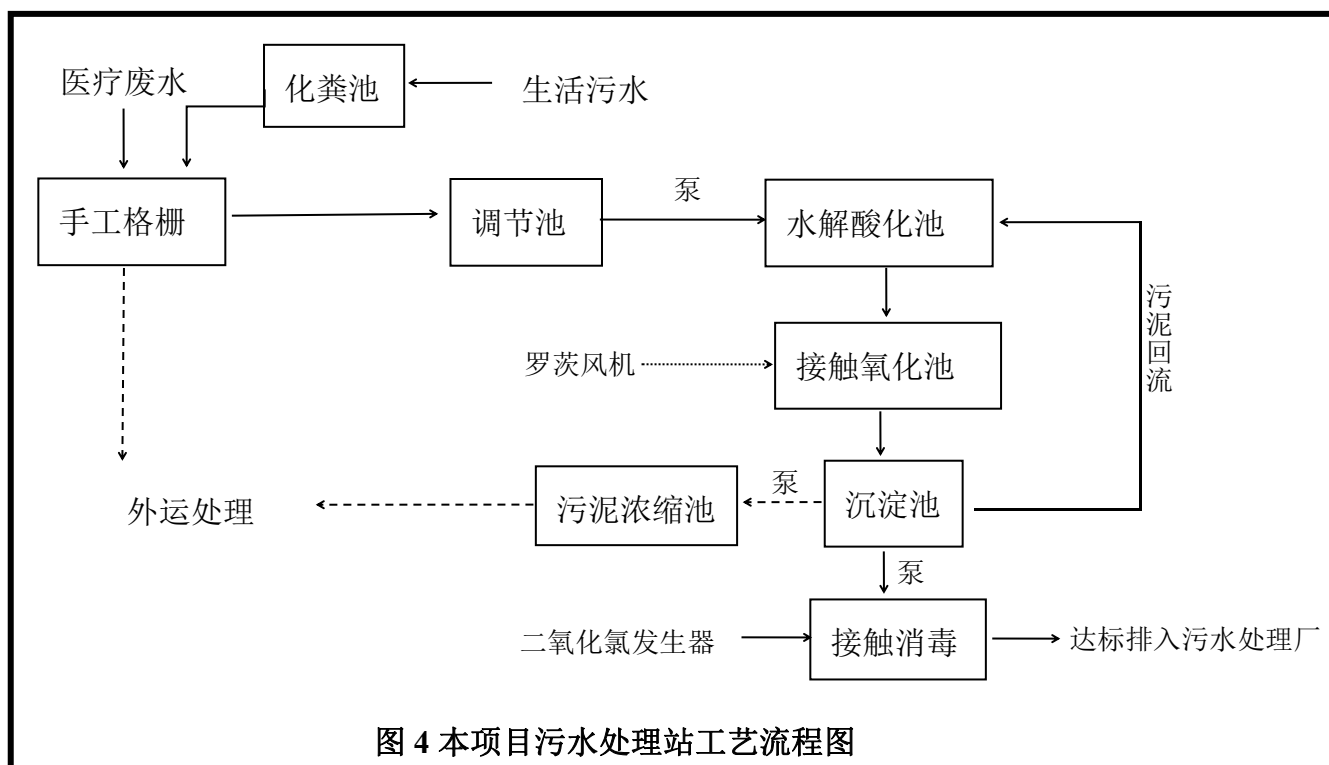 医疗废水
化粪池
生活污水
手工格栅
调节池
泵
水解酸化池
污泥回流
罗茨风机
接触氧化池
外运处理
污泥浓缩池
泵
沉淀池
泵
二氧化氯发生器
接触消毒
达标排入污水处理厂
图 4 本项目污水处理站工艺流程图